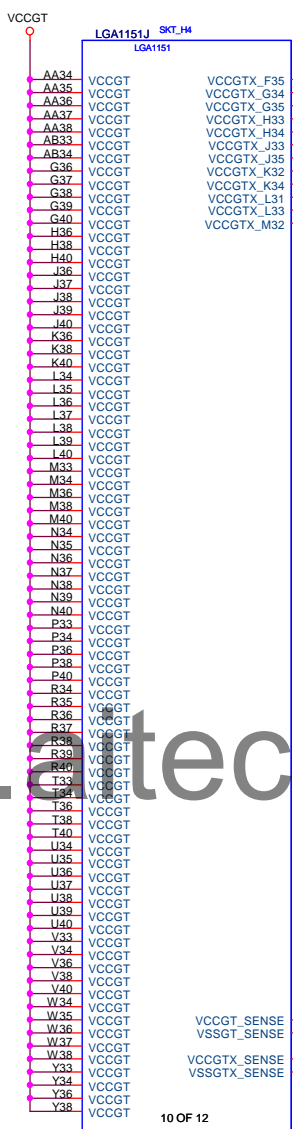 VCCGT
LGA1151J SKT_H4
LGA1151
AA34 VCCGT VCCGTX_F35
AA35 VCCGT VCCGTX_G34
AA36 VCCGT VCCGTX_G35
AA37 VCCGT VCCGTX_H33
AA38 VCCGT VCCGTX_H34
AB33 VCCGT VCCGTX_J33
AB34 VCCGT VCCGTX_J35
G36 VCCGT VCCGTX_K32
G37 VCCGT VCCGTX_K34
G38 VCCGT VCCGTX_L31
G39 VCCGT VCCGTX_L33
G40 VCCGT VCCGTX_M32
H36 VCCGT
H38 VCCGT
H40 VCCGT
J36 VCCGT
J37 VCCGT
J38 VCCGT
J39 VCCGT
J40 VCCGT
K36 VCCGT
K38 VCCGT
K40 VCCGT
L34 VCCGT
L35 VCCGT
L36 VCCGT
L37 VCCGT
L38 VCCGT
L39 VCCGT
L40 VCCGT
M33 VCCGT
M34 VCCGT
M36 VCCGT
M38 VCCGT
M40 VCCGT
N34 VCCGT
N35 VCCGT
N36 VCCGT
N37 VCCGT
N38 VCCGT
N39 VCCGT
N40 VCCGT
P33 VCCGT
P34 VCCGT
P36 VCCGT
P38 VCCGT
P40 VCCGT
R34 VCCGT
R35 VCCGT
R36 VCCGT
R37 VCCGT
R38 VCCGT
R39 VCCGT
R40 VCCGT
T33 VCCGT
T34 VCCGT
T36 VCCGT
T38 VCCGT
T40 VCCGT
U34 VCCGT
U35 VCCGT
U36 VCCGT
U37 VCCGT
U38 VCCGT
U39 VCCGT
U40 VCCGT
V33 VCCGT
V34 VCCGT
V36 VCCGT
V38 VCCGT
V40 VCCGT
W34 VCCGT
W35 VCCGT VCCGT_SENSE
W36 VCCGT VSSGT_SENSE
W37 VCCGT
W38 VCCGT VCCGTX_SENSE
Y33 VCCGT VSSGTX_SENSE
Y34 VCCGT
Y36 VCCGT
Y38 VCCGT
10 OF 12
.aitec